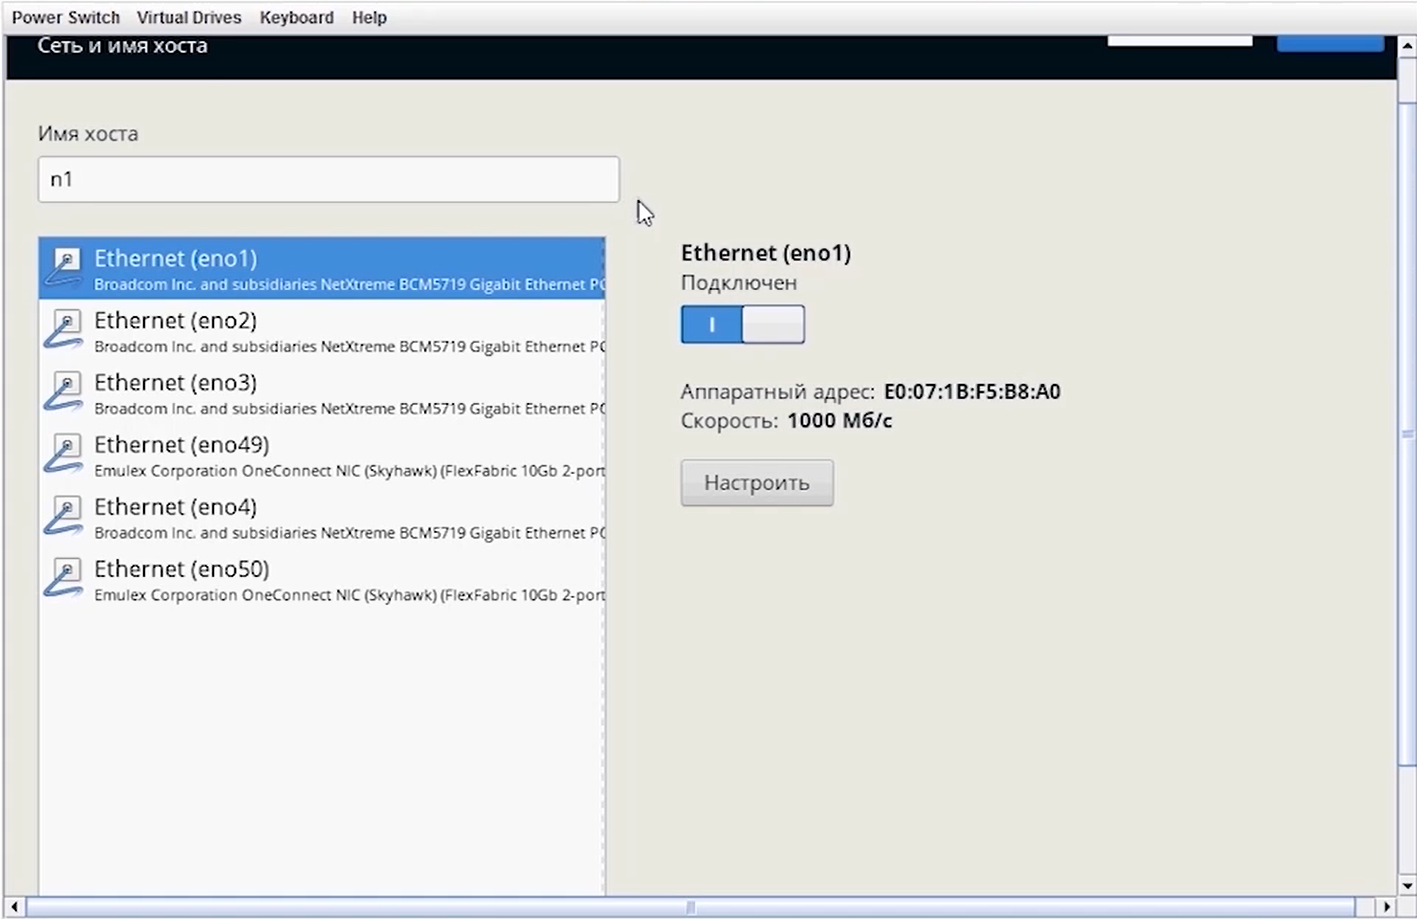 Power Switch Virtual Drives Keyboard Help
Сеть и имя хоста
Имя хоста
n1
Ethernet (eno1)
Broadcom Inc. and subsidiaries NetXtreme BCM5719 Gigabit Ethernet PC
Ethernet (eno2)
Broadcom Inc. and subsidiaries NetXtreme BCM5719 Gigabit Ethernet PC
Ethernet (eno3)
Broadcom Inc. and subsidiaries NetXtreme BCM5719 Gigabit Ethernet PC
Ethernet (eno49)
Emulex Corporation OneConnect NIC (Skyhawk) (FlexFabric 10Gb 2-port
Ethernet (eno4)
Broadcom Inc. and subsidiaries NetXtreme BCM5719 Gigabit Ethernet PC
Ethernet (eno50)
Emulex Corporation OneConnect NIC (Skyhawk) (FlexFabric 10Gb 2-port
Ethernet (eno1)
Подключен
Аппаратный адрес: E0:07:1B:F5:B8:A0
Скорость: 1000 Мб/с
Настроить